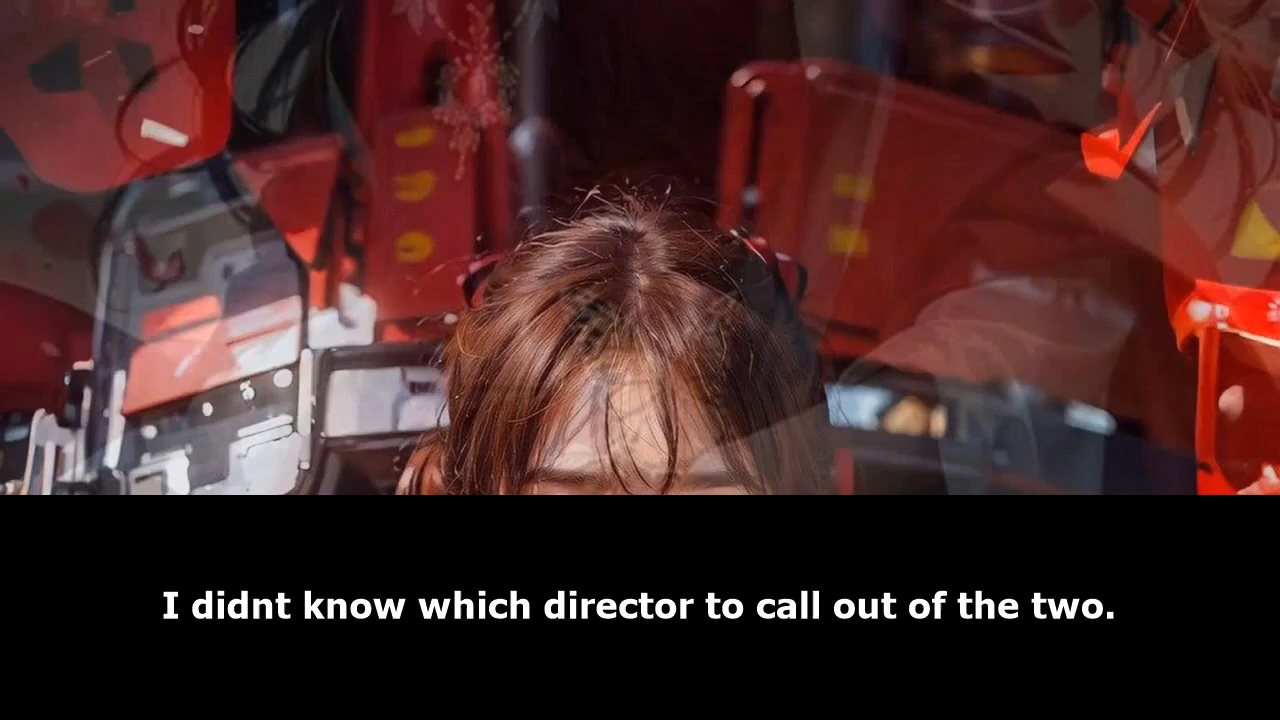 I didnt know which director to call out of the two.